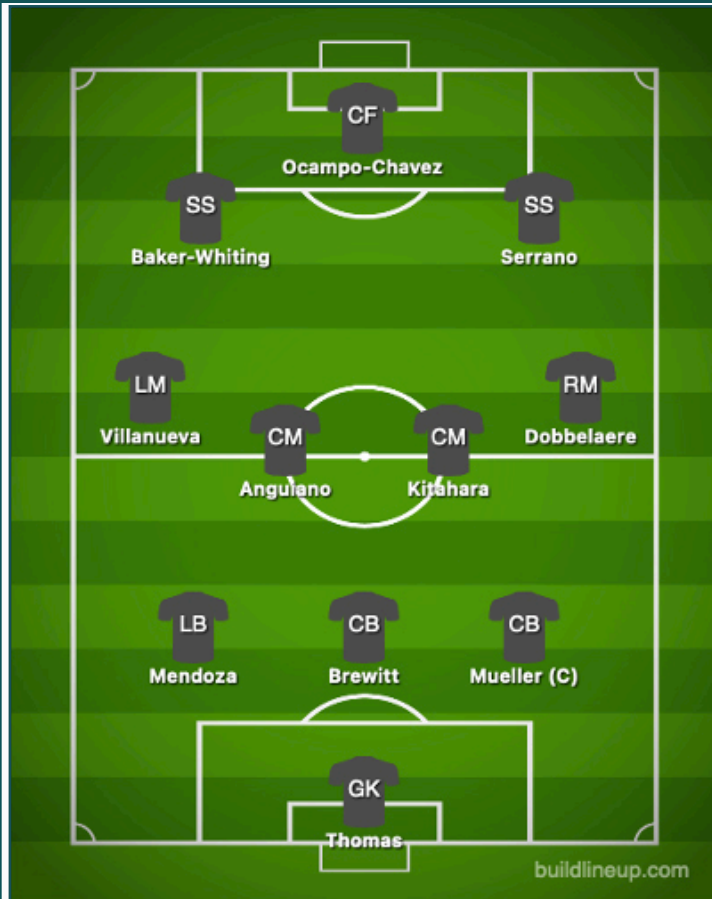 CF
Ocampo-Chavez
SS
SS
Baker-Whiting
Serrano
LM
RM
Villanueva
Dobbelaere
CM
CM
Anguiano
Kitahara
LB
CB
CB
Mendoza
Brewitt
Mueller (C)
GK
Thomas
buildlineup.com